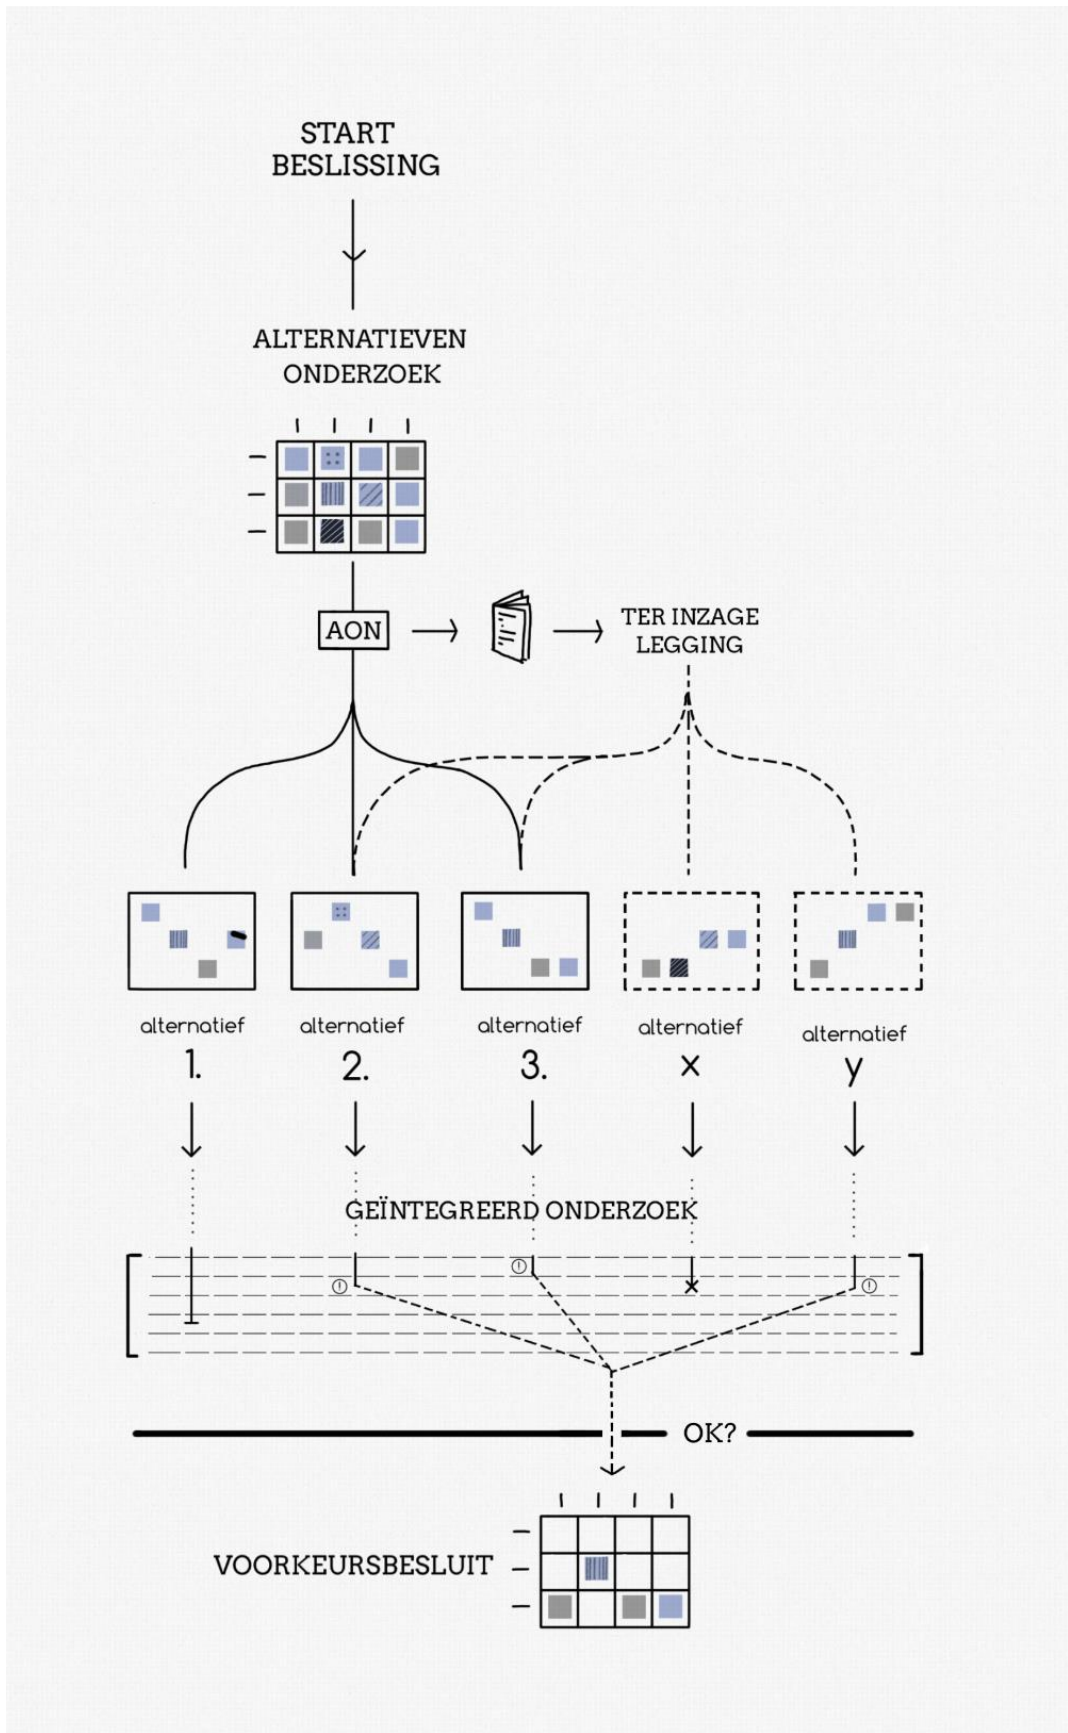 START
BESLISSING
ALTERNATIEVEN
ONDERZOEK
AON
TER INZAGE
LEGGING
alternatief
1.
alternatief
2.
alternatief
3.
alternatief
x
alternatief
y
GEÏNTEGREERD ONDERZOEK
OK?
VOORKEURSBESLUIT